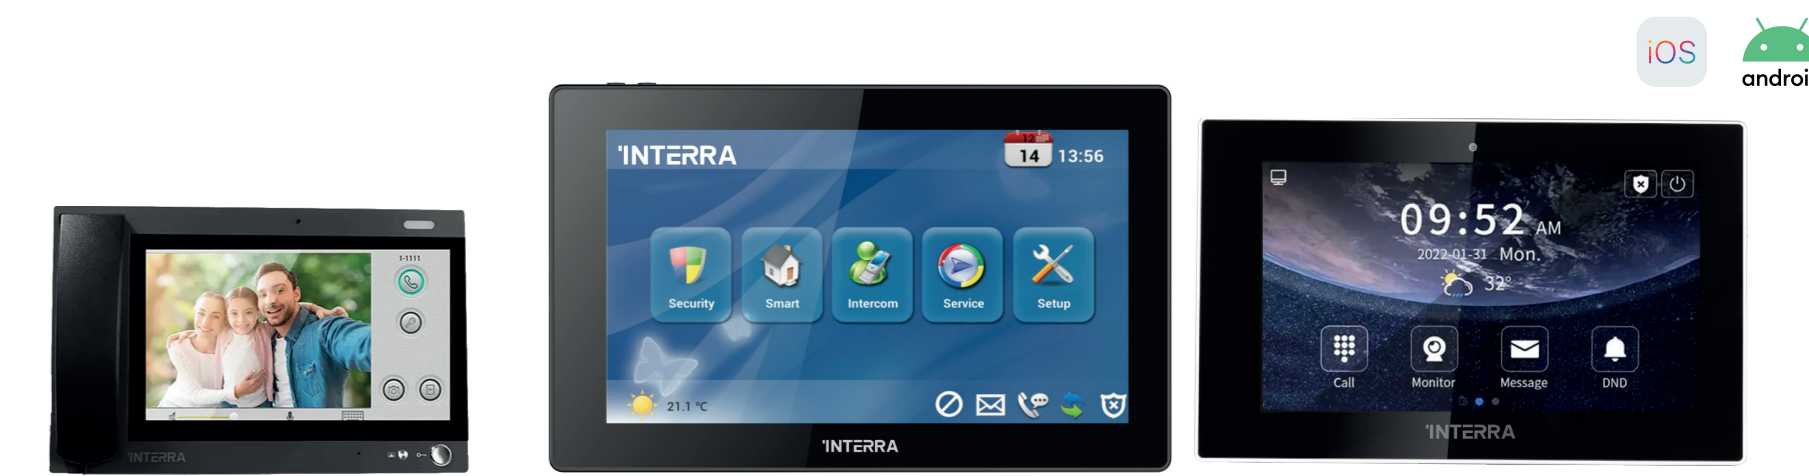 iOS
androi
1-1111
INTERRA
INTERRA
12
14
13:56
Security
Smart
Intercom
Service
Setup
21.1 °C
INTERRA
09:52 AM
2022-01-31 Mon.
32°
Call
Monitor
Message
DND
INTERRA